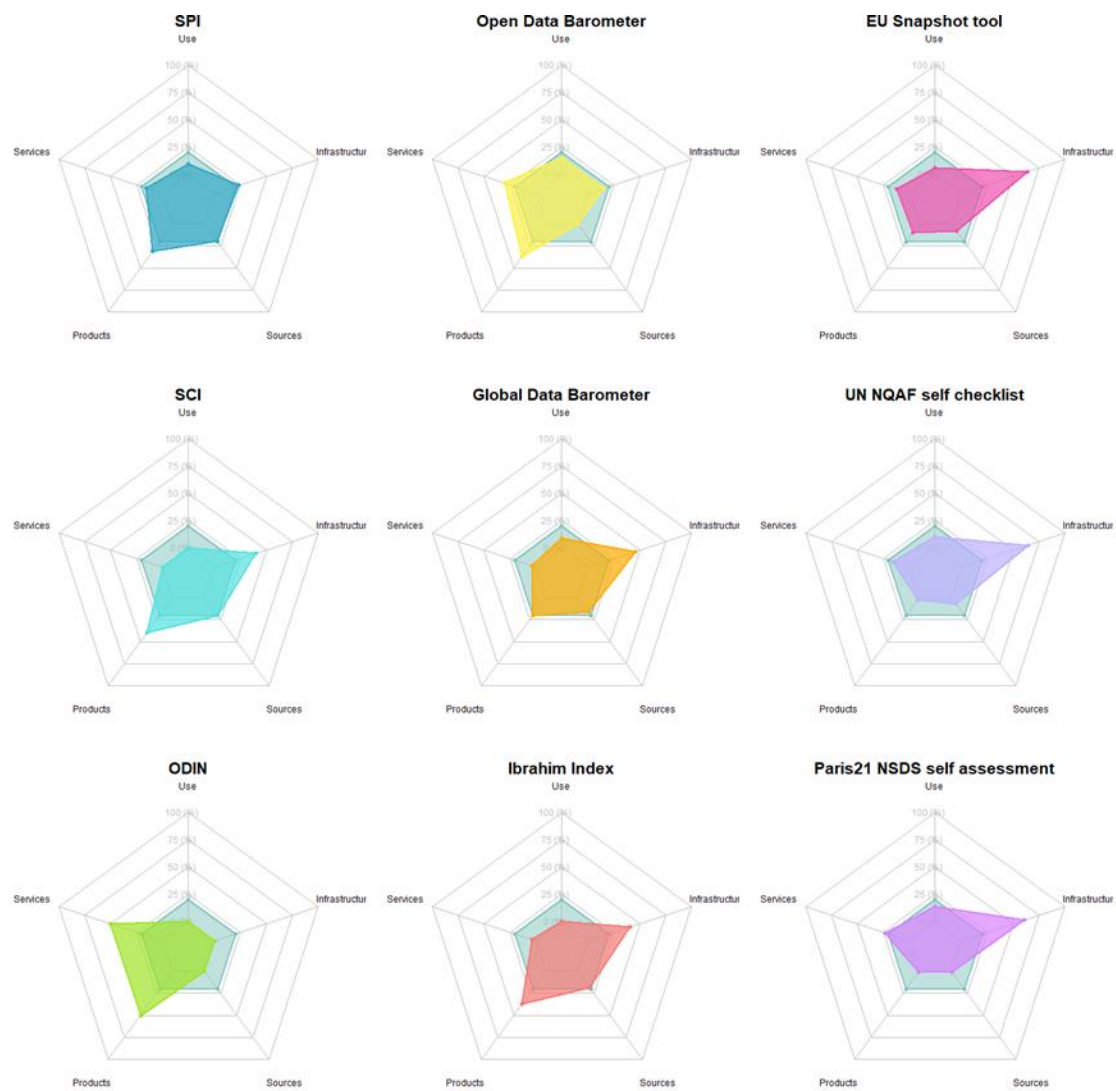 SPI
Use
100 (%)
75 (%)
50 (%)
25 (%)
Services
Infrastructur
Products
Sources
Open Data Barometer
Use
100 (%)
75 (%)
50 (%)
25 (%)
Services
Infrastructur
Products
Sources
EU Snapshot tool
Use
100 (%)
75 (%)
50 (%)
25 (%)
Services
Infrastructur
Products
Sources
SCI
Use
100 (%)
75 (%)
50 (%)
25 (%)
0 (%)
Services
Infrastructur
Products
Sources
Global Data Barometer
Use
100 (%)
75 (%)
50 (%)
25 (%)
Services
Infrastructur
Products
Sources
UN NQAF self checklist
Use
100 (%)
75 (%)
50 (%)
25 (%)
Services
Infrastructur
Products
Sources
ODIN
Use
100 (%)
75 (%)
50 (%)
25 (%)
Services
Infrastructur
Products
Sources
Ibrahim Index
Use
100 (%)
75 (%)
50 (%)
25 (%)
0 (%)
Services
Infrastructur
Products
Sources
Paris21 NSDS self assessment
Use
100 (%)
75 (%)
50 (%)
25 (%)
Services
Infrastructur
Products
Sources